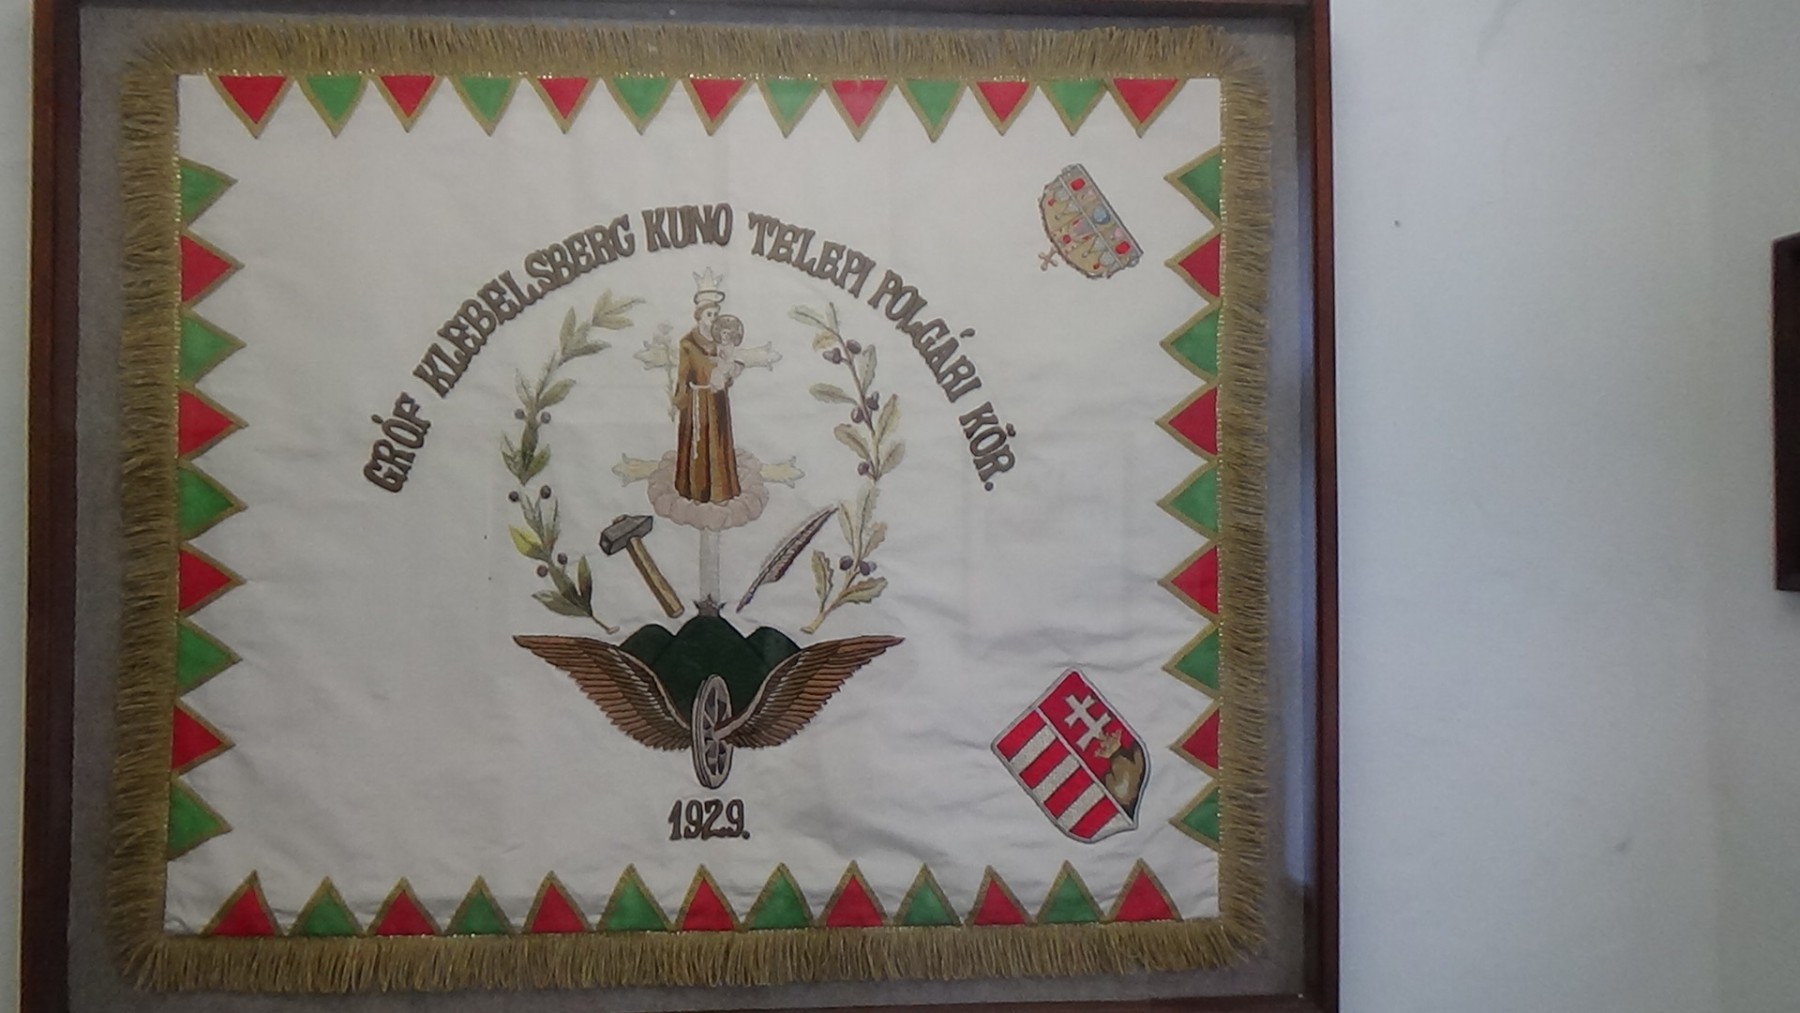 GRÓF KLEBELSBERG KUNO TELEPI POLGÁRI KÖR.
1929.